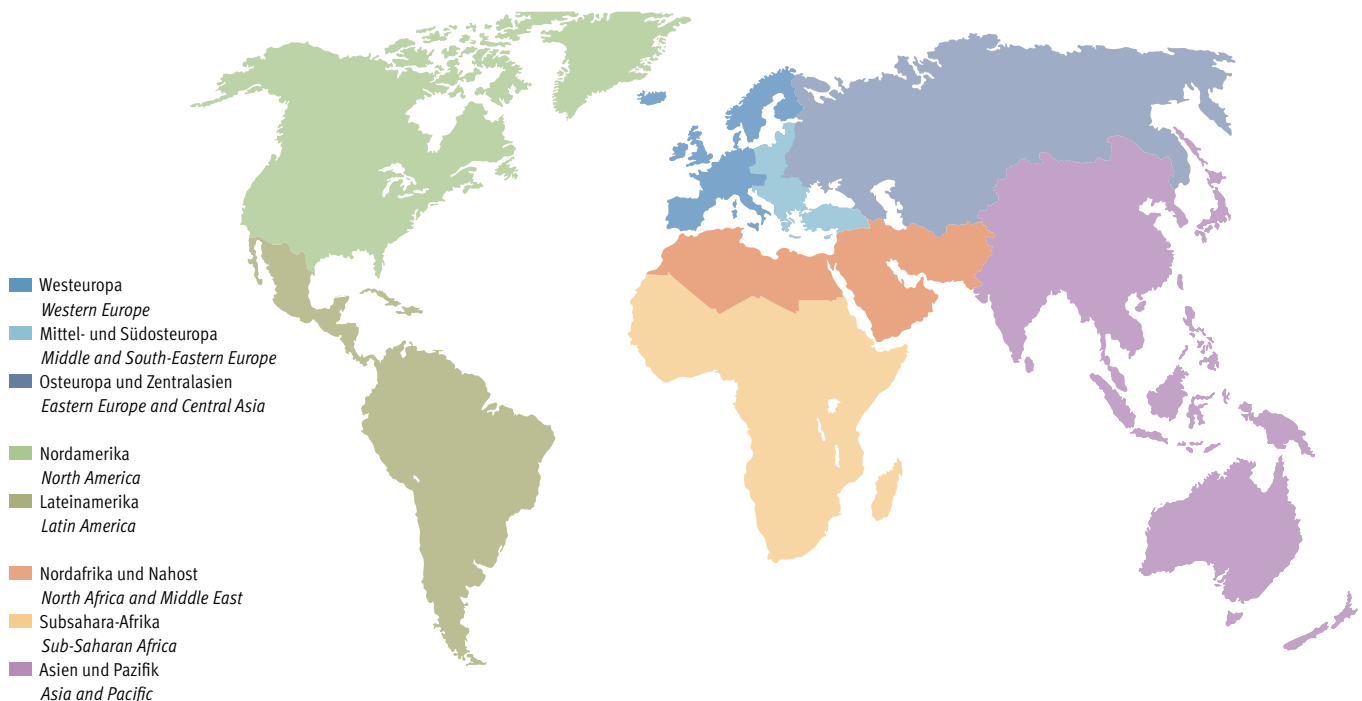 Westeuropa
Western Europe
Mittel- und Südosteuropa
Middle and South-Eastern Europe
Osteuropa und Zentralasien
Eastern Europe and Central Asia
Nordamerika
North America
Lateinamerika
Latin America
Nordafrika und Nahost
North Africa and Middle East
Subsahara-Afrika
Sub-Saharan Africa
Asien und Pazifik
Asia and Pacific